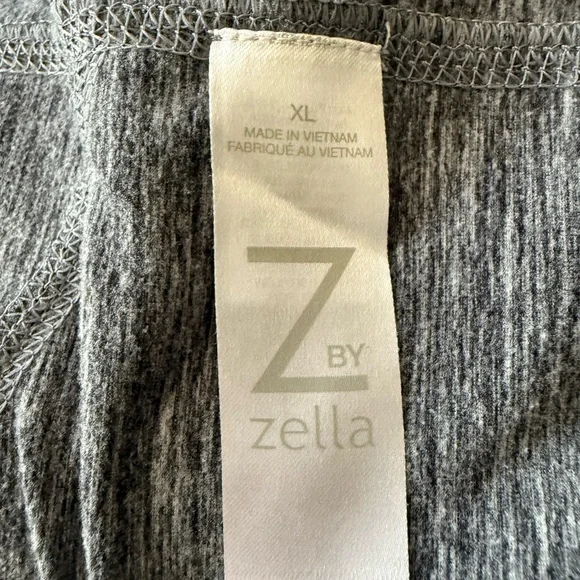 XL
MADE IN VIETNAM
FABRIQUÉ AU VIETNAM
Z BY
zella